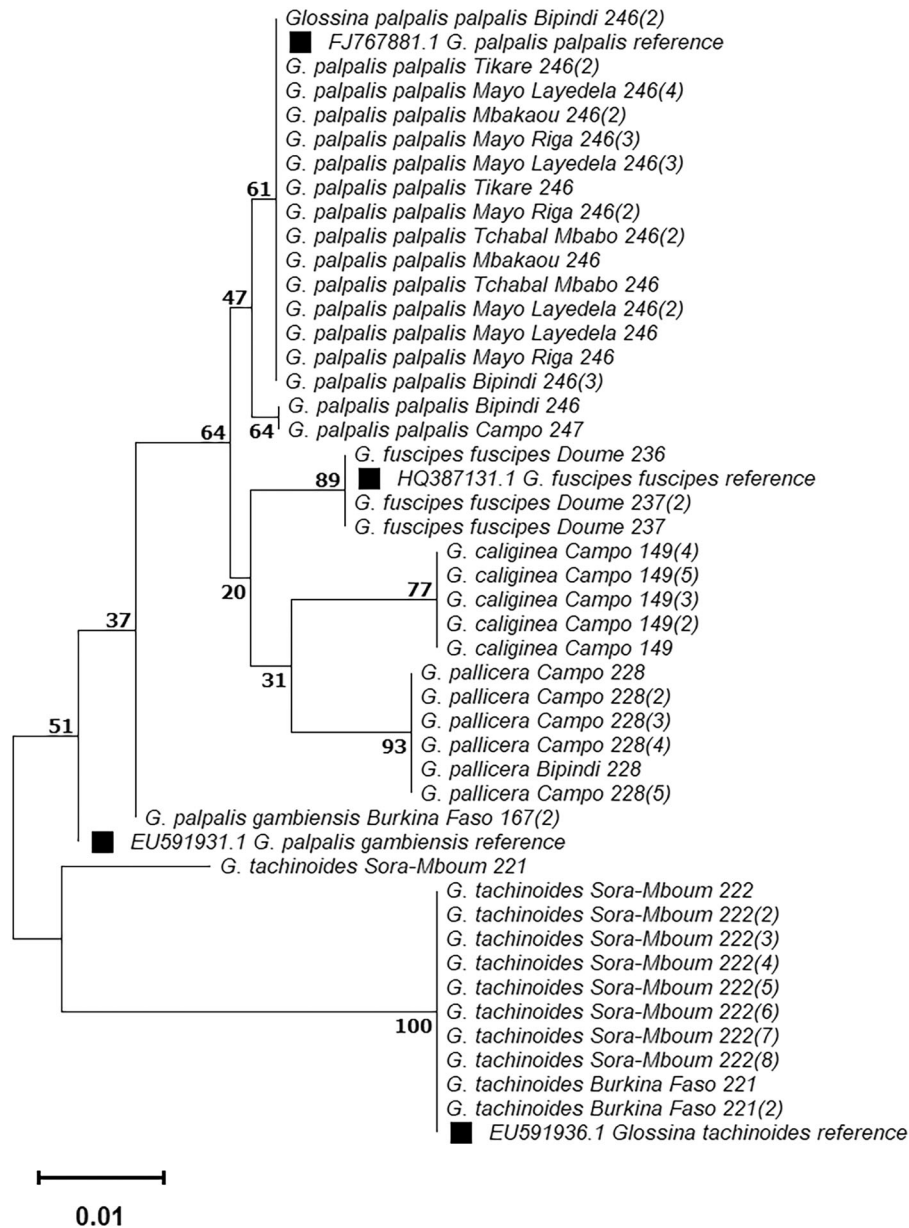 Glossina palpalis palpalis Bipindi 246(2)
FJ767881.1 G. palpalis palpalis reference
G. palpalis palpalis Tikare 246(2)
G. palpalis palpalis Mayo Layedela 246(4)
G. palpalis palpalis Mbakaou 246(2)
G. palpalis palpalis Mayo Riga 246(3)
G. palpalis palpalis Mayo Layedela 246(3)
61
G. palpalis palpalis Tikare 246
G. palpalis palpalis Mayo Riga 246(2)
G. palpalis palpalis Tchabal Mbabo 246(2)
G. palpalis palpalis Mbakaou 246
G. palpalis palpalis Tchabal Mbabo 246
47
G. palpalis palpalis Mayo Layedela 246(2)
G. palpalis palpalis Mayo Layedela 246
G. palpalis palpalis Mayo Riga 246
G. palpalis palpalis Bipindi 246(3)
G. palpalis palpalis Bipindi 246
64
64
G. palpalis palpalis Campo 247
G. fuscipes fuscipes Doume 236
89
HQ387131.1 G. fuscipes fuscipes reference
G. fuscipes fuscipes Doume 237(2)
G. fuscipes fuscipes Doume 237
G. caliginea Campo 149(4)
G. caliginea Campo 149(5)
77
20
G. caliginea Campo 149(3)
37
G. caliginea Campo 149(2)
G. caliginea Campo 149
G. pallicera Campo 228
31
G. pallicera Campo 228(2)
51
G. pallicera Campo 228(3)
93
G. pallicera Campo 228(4)
G. pallicera Bipindi 228
G. pallicera Campo 228(5)
G. palpalis gambiensis Burkina Faso 167(2)
EU591931.1 G. palpalis gambiensis reference
G. tachinoides Sora-Mboum 221
G. tachinoides Sora-Mboum 222
G. tachinoides Sora-Mboum 222(2)
G. tachinoides Sora-Mboum 222(3)
G. tachinoides Sora-Mboum 222(4)
G. tachinoides Sora-Mboum 222(5)
G. tachinoides Sora-Mboum 222(6)
100
G. tachinoides Sora-Mboum 222(7)
G. tachinoides Sora-Mboum 222(8)
G. tachinoides Burkina Faso 221
G. tachinoides Burkina Faso 221(2)
EU591936.1 Glossina tachinoides reference
0.01